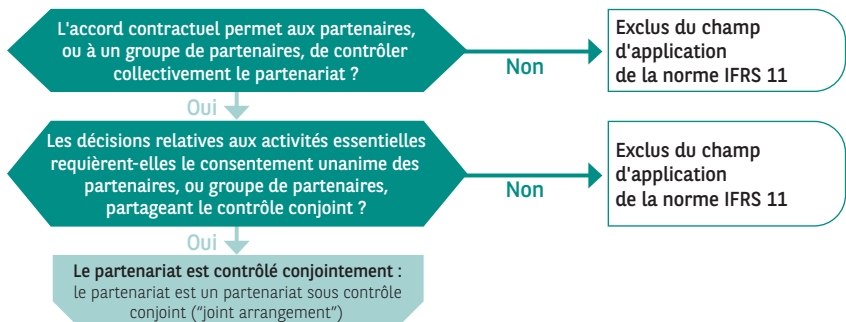 L'accord contractuel permet aux partenaires,
ou à un groupe de partenaires, de contrôler
collectivement le partenariat ?
Non
Exclus du champ
d'application
de la norme IFRS 11
Oui
Les décisions relatives aux activités essentielles
requièrent-elles le consentement unanime des
partenaires, ou groupe de partenaires,
partageant le contrôle conjoint ?
Non
Exclus du champ
d'application
de la norme IFRS 11
Oui
Le partenariat est contrôlé conjointement :
le partenariat est un partenariat sous contrôle
conjoint ("joint arrangement")